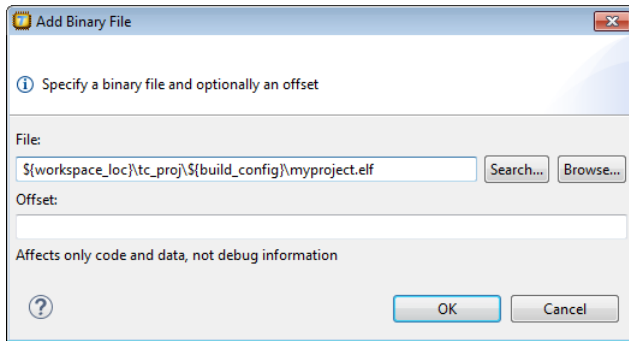 Add Binary File
Specify a binary file and optionally an offset
File:
${workspace_loc}\tc_proj\${build_config}\myproject.elf Search... Browse...
Offset:
Affects only code and data, not debug information
OK Cancel